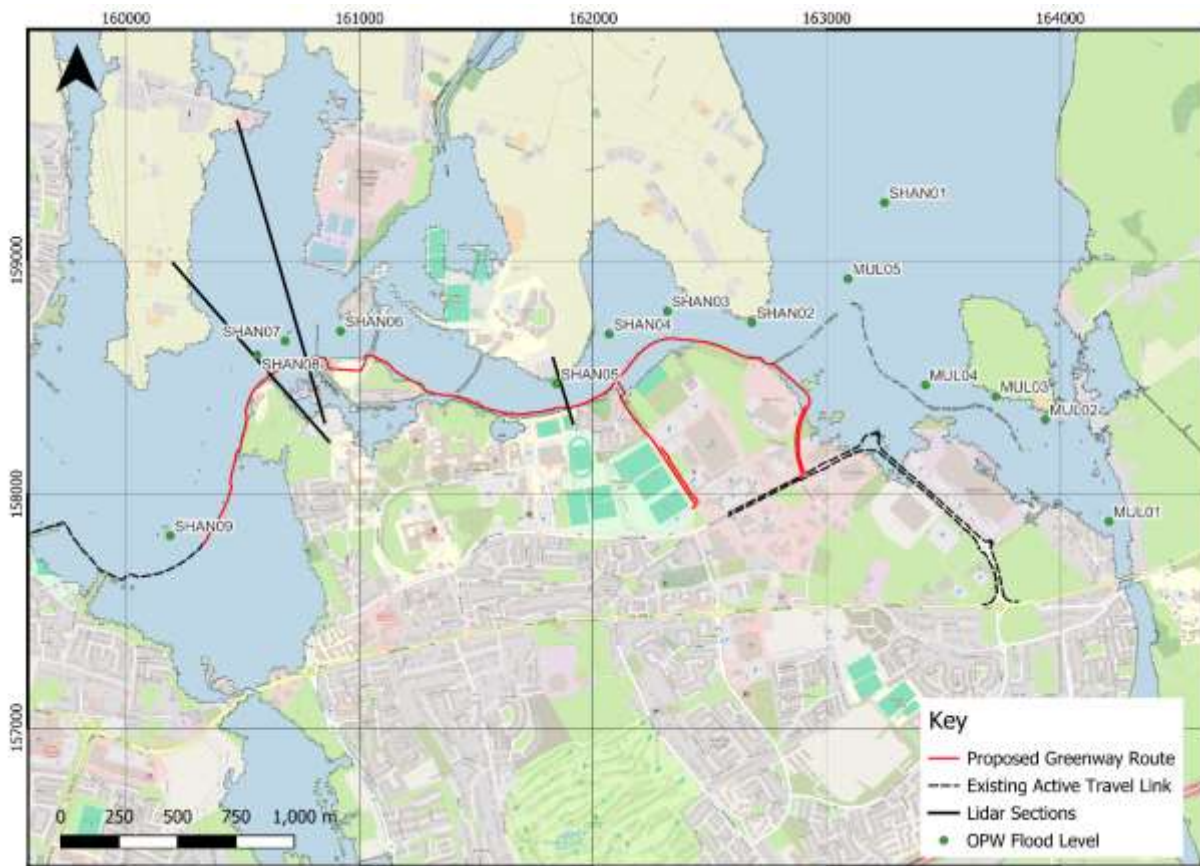 160000 161000 162000 163000 164000
SHAN01
159000
MUL05
SHAN03
SHAN02
SHAN04
SHAN06
SHAN07
SHAN08
SHAN05
MUL04
MUL03
MUL02
158000
SHAN09
MUL01
157000
Key
Proposed Greenway Route
Existing Active Travel Link
Lidar Sections
OPW Flood Level
0 250 500 750 1,000 m